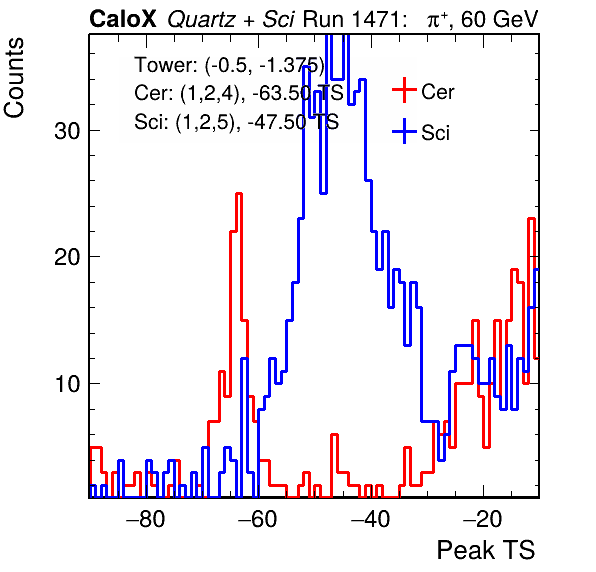 CaloX Quartz + Sci Run 1471: π⁺, 60 GeV
Counts
Tower: (-0.5, -1.375)
Cer: (1,2,4), -63.50 TS
Sci: (1,2,5), -47.50 TS
Cer
Sci
30
20
10
−80 −60 −40 −20
Peak TS